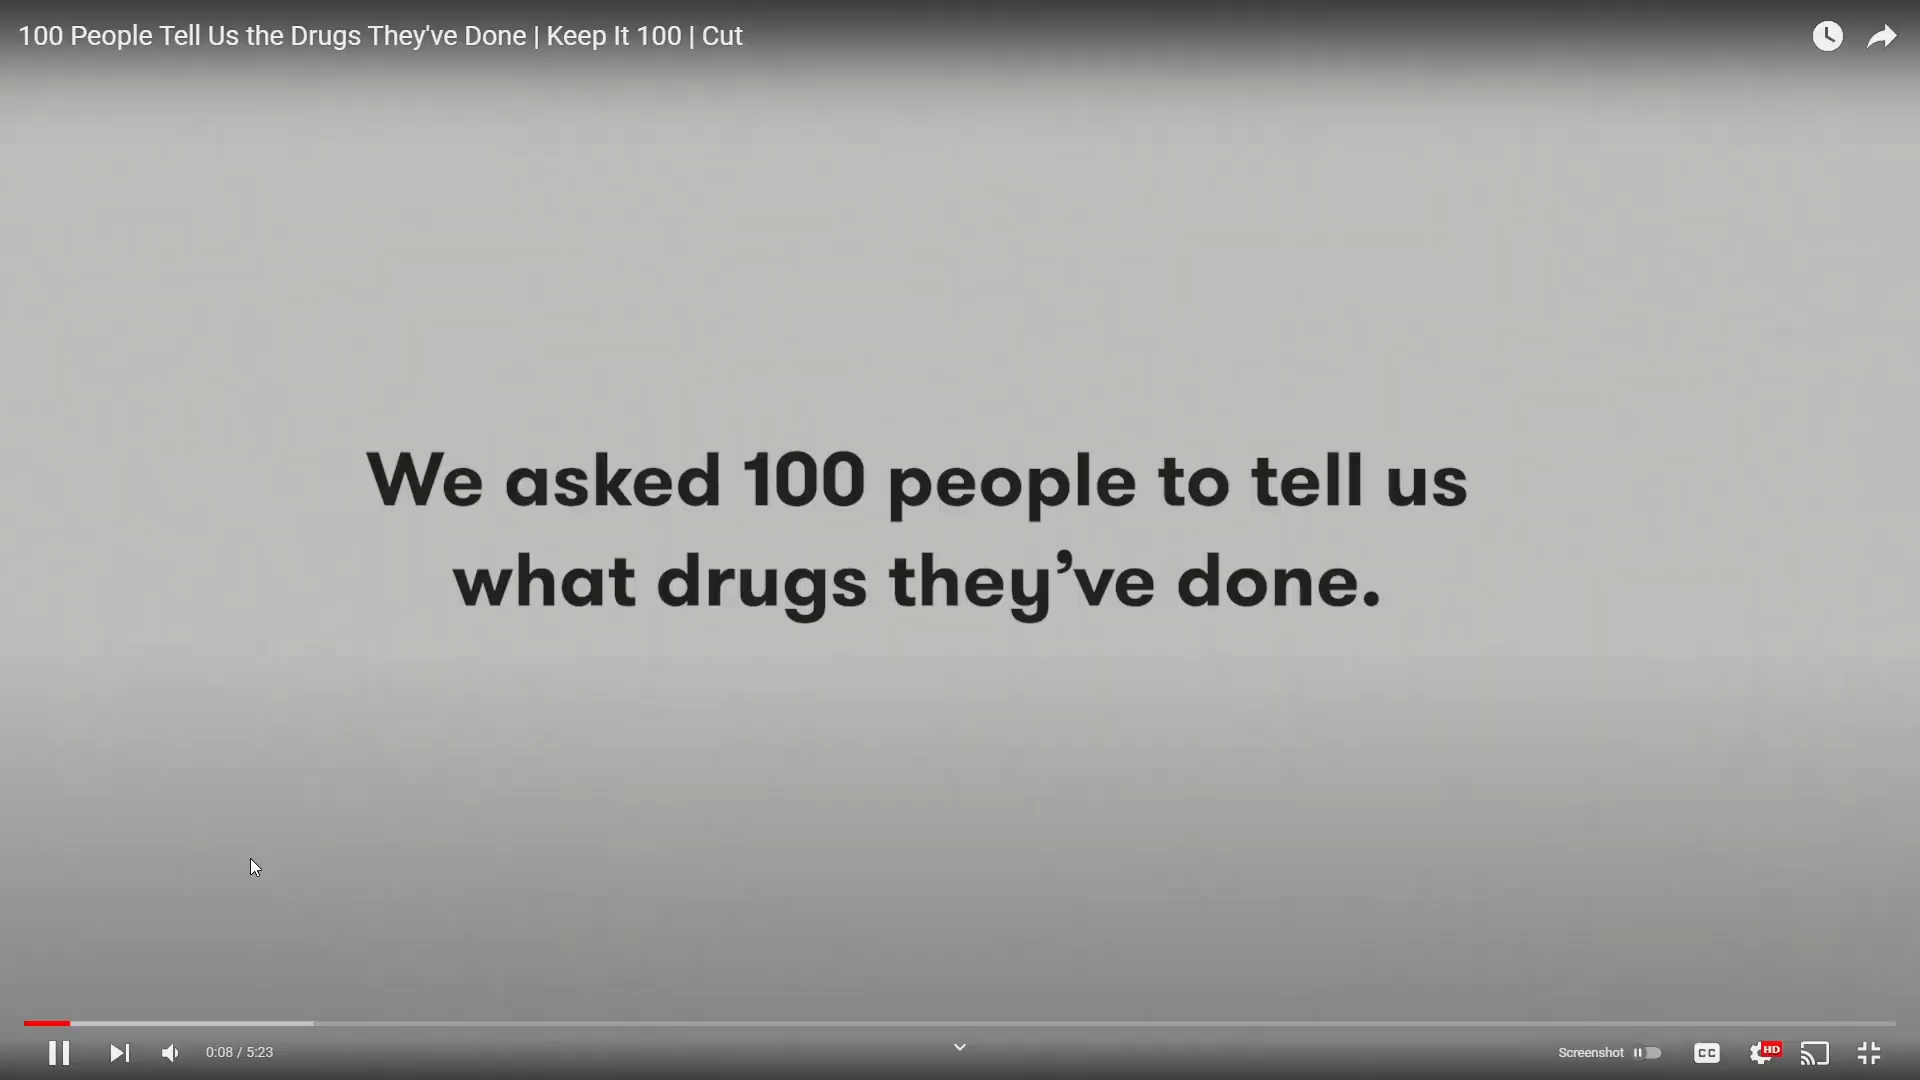 100 People Tell Us the Drugs They've Done | Keep It 100 | Cut
We asked 100 people to tell us
what drugs they’ve done.
0:08 / 5:23
Screenshot
CC
HD